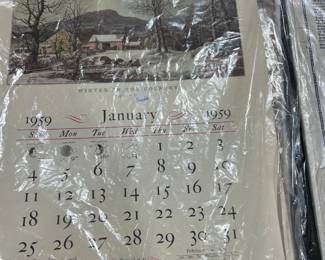 WINTER IN THE COUNTRY
1959 January 1959
Sun Mon Tue Wed Thu Fri Sat
1 2 3
4 5 6 7 8 9 10
11 12 13 14 15 16 17
18 19 20 21 22 23 24
25 26 27 28 29 30 31